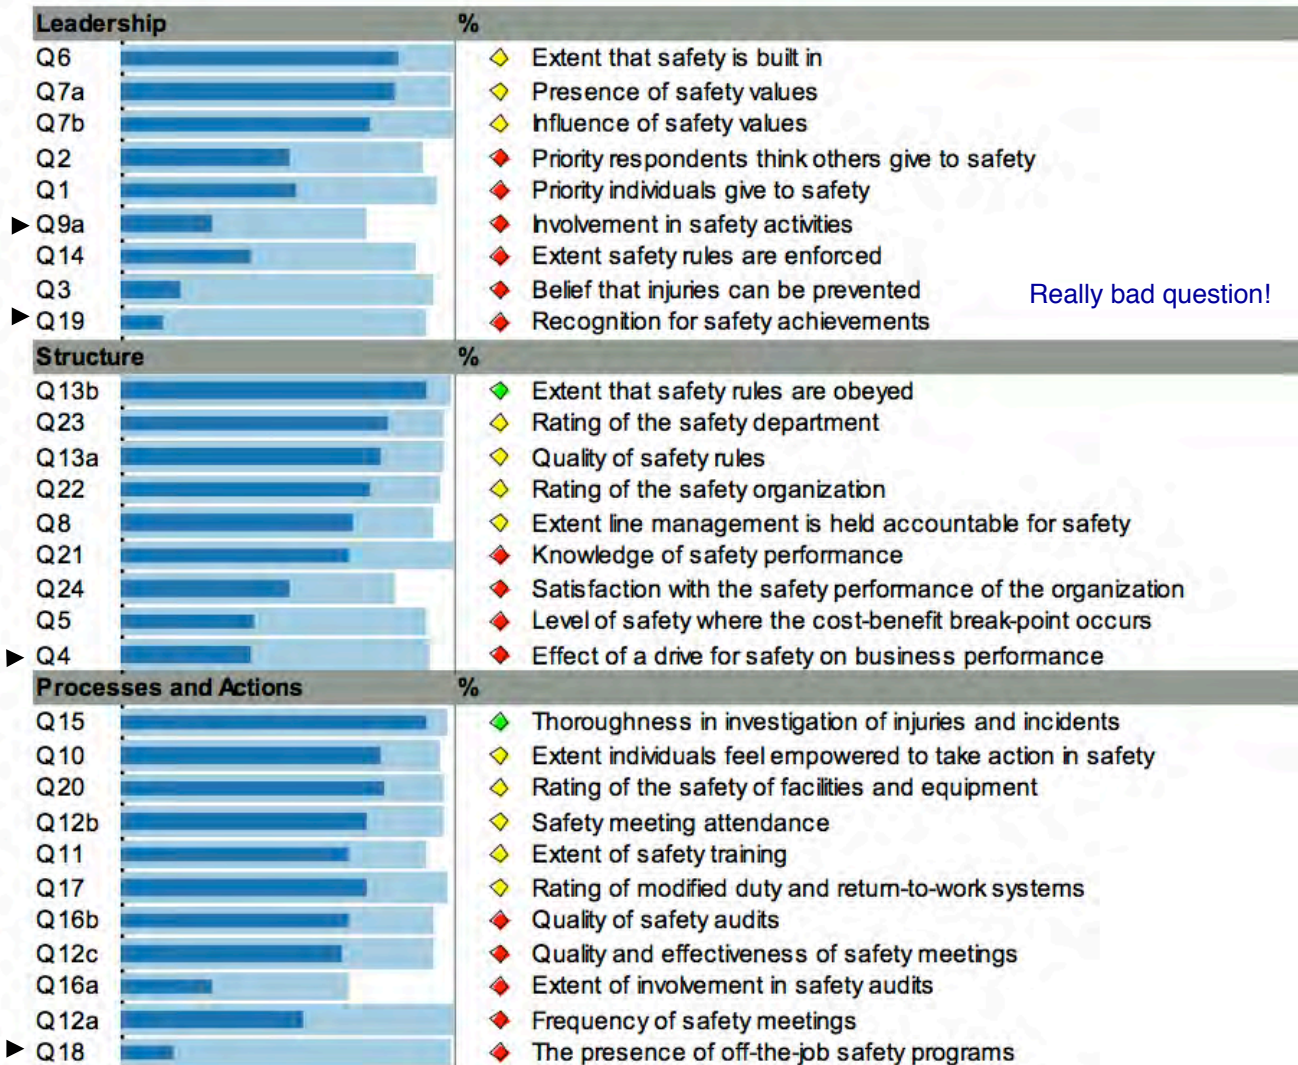 Leadership %
Q6 Extent that safety is built in
Q7a Presence of safety values
Q7b Influence of safety values
Q2 Priority respondents think others give to safety
Q1 Priority individuals give to safety
Q9a Involvement in safety activities
Q14 Extent safety rules are enforced
Q3 Belief that injuries can be prevented Really bad question!
Q19 Recognition for safety achievements
Structure %
Q13b Extent that safety rules are obeyed
Q23 Rating of the safety department
Q13a Quality of safety rules
Q22 Rating of the safety organization
Q8 Extent line management is held accountable for safety
Q21 Knowledge of safety performance
Q24 Satisfaction with the safety performance of the organization
Q5 Level of safety where the cost-benefit break-point occurs
Q4 Effect of a drive for safety on business performance
Processes and Actions %
Q15 Thoroughness in investigation of injuries and incidents
Q10 Extent individuals feel empowered to take action in safety
Q20 Rating of the safety of facilities and equipment
Q12b Safety meeting attendance
Q11 Extent of safety training
Q17 Rating of modified duty and return-to-work systems
Q16b Quality of safety audits
Q12c Quality and effectiveness of safety meetings
Q16a Extent of involvement in safety audits
Q12a Frequency of safety meetings
Q18 The presence of off-the-job safety programs